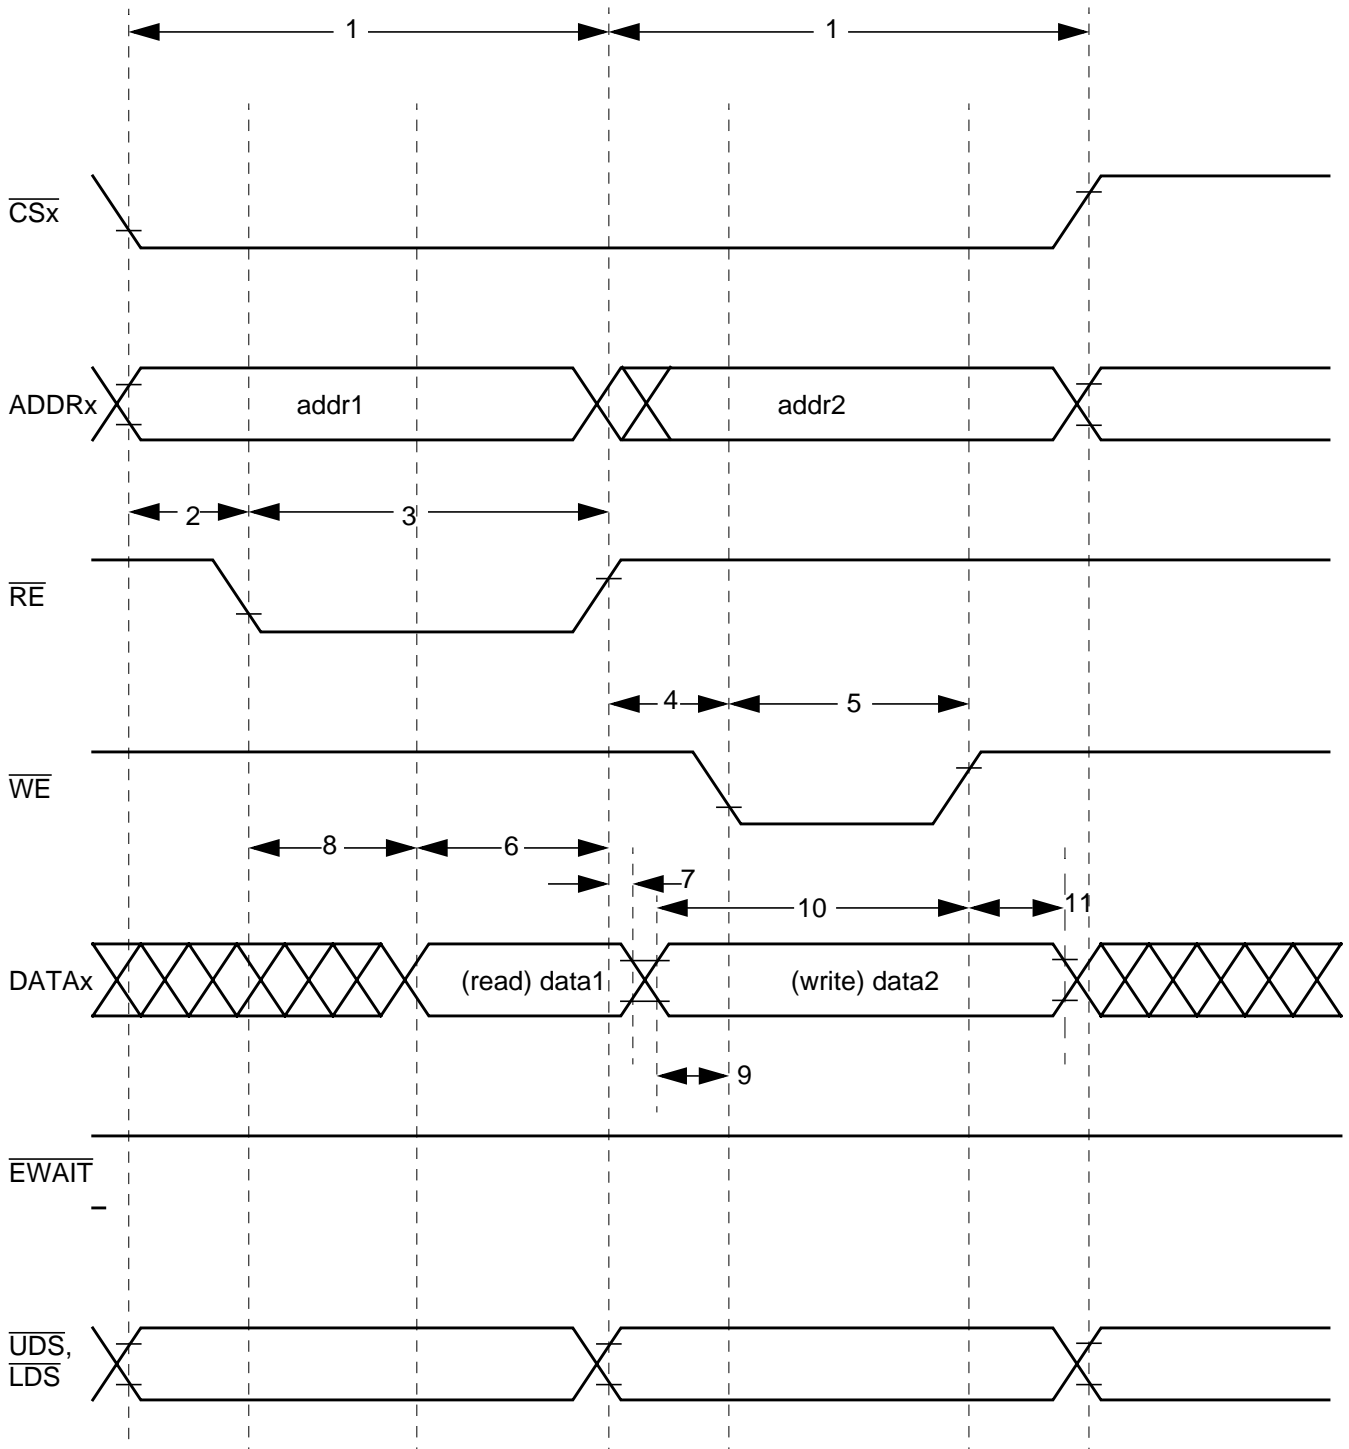 1 1
CSx
ADDRx addr1 addr2
2 3
RE
4 5
WE
8 6
7
10 11
DATAx (read) data1 (write) data2
9
EWAIT
UDS,
LDS